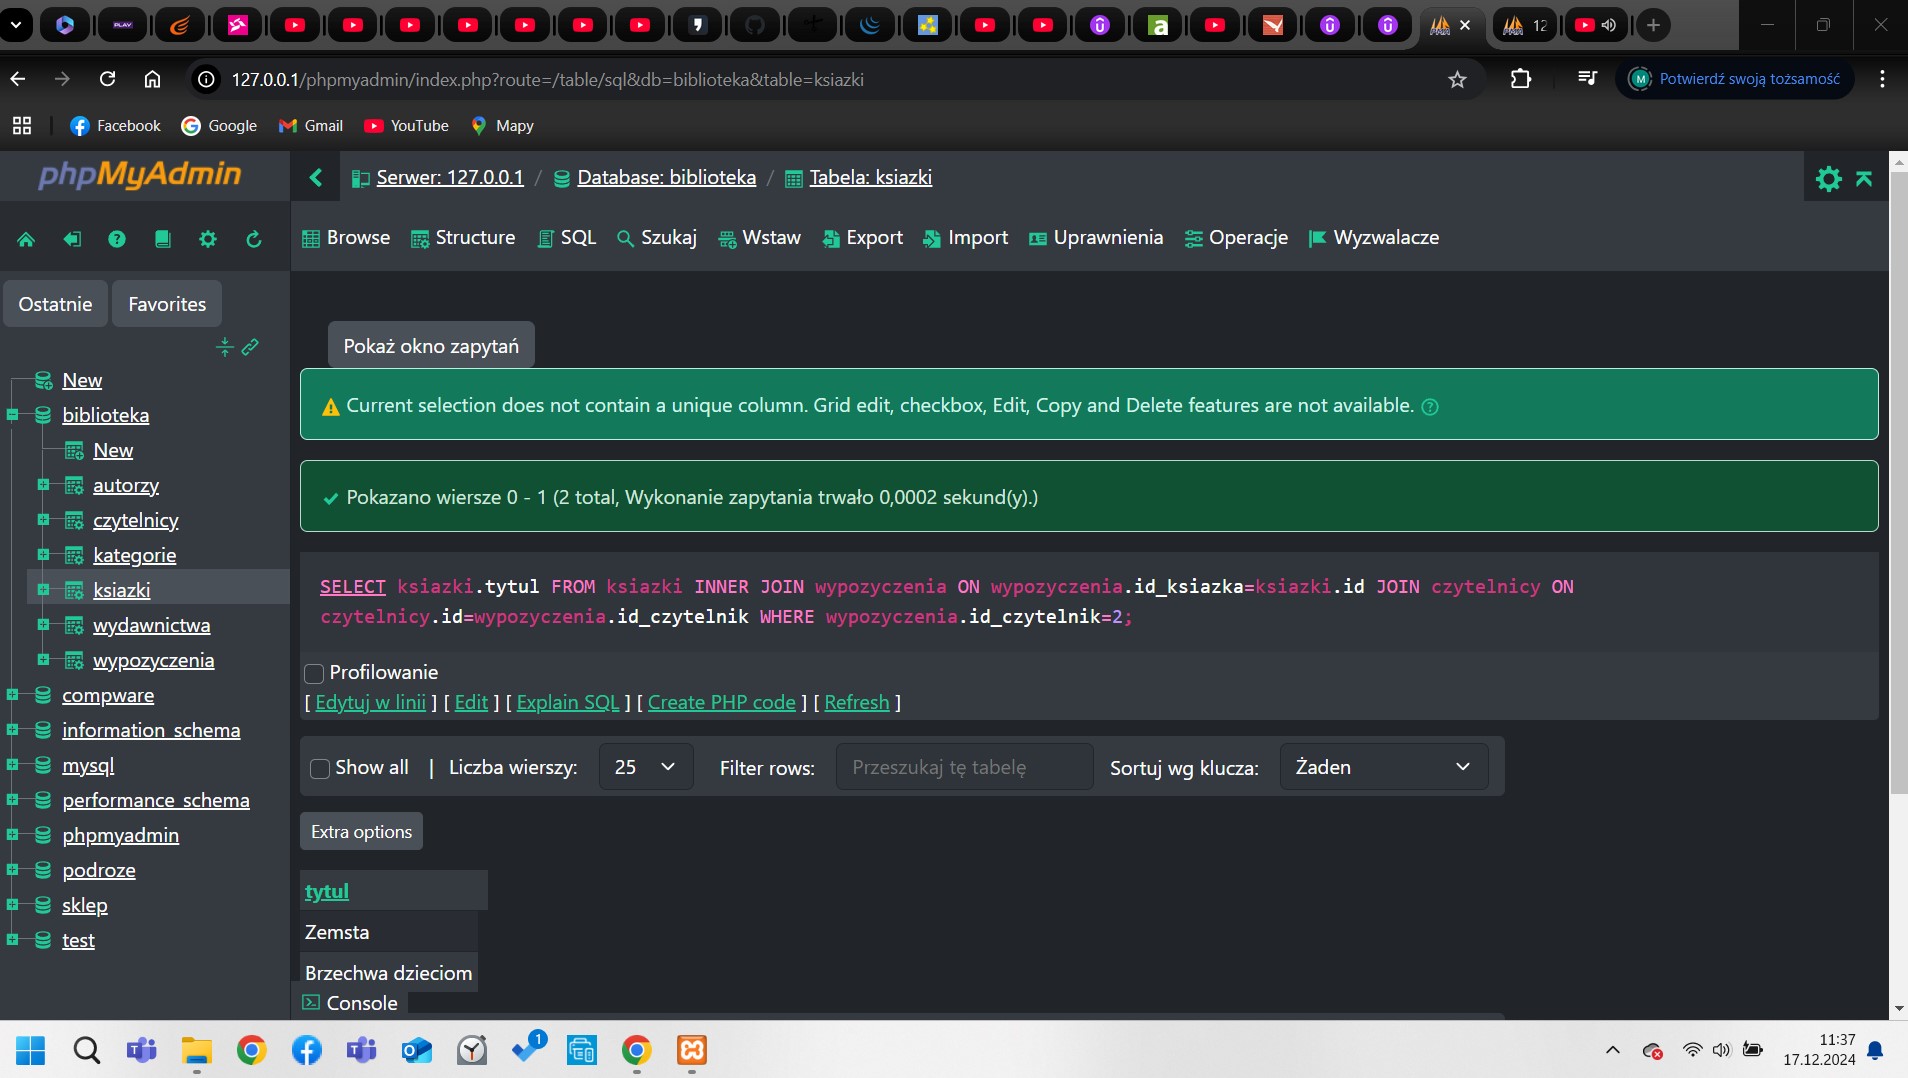 PLAY
12
127.0.0.1/phpmyadmin/index.php?route=/table/sql&db=biblioteka&table=ksiazki
M Potwierdź swoją tożsamość
Facebook Google Gmail YouTube Mapy
phpMyAdmin
Serwer: 127.0.0.1 / Database: biblioteka / Tabela: ksiazki
Browse Structure SQL Szukaj Wstaw Export Import Uprawnienia Operacje Wyzwalacze
Ostatnie Favorites
New
biblioteka
New
autorzy
czytelnicy
kategorie
ksiazki
wydawnictwa
wypozyczenia
compware
information_schema
mysql
performance_schema
phpmyadmin
podroze
sklep
test
Pokaż okno zapytań
Current selection does not contain a unique column. Grid edit, checkbox, Edit, Copy and Delete features are not available.
Pokazano wiersze 0 - 1 (2 total, Wykonanie zapytania trwało 0,0002 sekund(y).)
SELECT ksiazki.tytul FROM ksiazki INNER JOIN wypozyczenia ON wypozyczenia.id_ksiazka=ksiazki.id JOIN czytelnicy ON
czytelnicy.id=wypozyczenia.id_czytelnik WHERE wypozyczenia.id_czytelnik=2;
Profilowanie
[ Edytuj w linii ] [ Edit ] [ Explain SQL ] [ Create PHP code ] [ Refresh ]
Show all | Liczba wierszy: 25 Filter rows: Przeszukaj tę tabelę Sortuj wg klucza: Żaden
Extra options
tytul
Zemsta
Brzechwa dzieciom
Console
1
11:37
17.12.2024